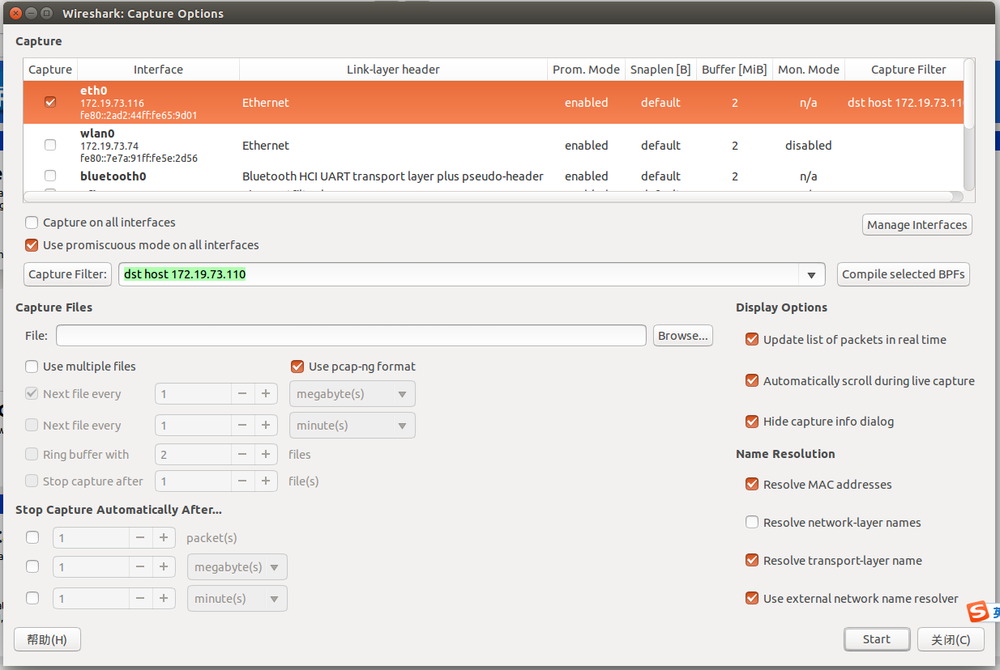 Wireshark: Capture Options
Capture
Capture Interface Link-layer header Prom. Mode Snaplen [B] Buffer [MiB] Mon. Mode Capture Filter
eth0
172.19.73.116
fe80::2ad2:44ff:fe65:9d01
Ethernet enabled default 2 n/a dst host 172.19.73.11
wlan0
172.19.73.74
fe80::7e7a:91ff:fe5e:2d56
Ethernet enabled default 2 disabled
bluetooth0 Bluetooth HCI UART transport layer plus pseudo-header enabled default 2 n/a
Capture on all interfaces
Manage Interfaces
Use promiscuous mode on all interfaces
Capture Filter: dst host 172.19.73.110 Compile selected BPFs
Capture Files
File: Browse...
Use multiple files Use pcap-ng format
Next file every 1 − + megabyte(s)
Next file every 1 − + minute(s)
Ring buffer with 2 − + files
Stop capture after 1 − + file(s)
Stop Capture Automatically After...
1 − + packet(s)
1 − + megabyte(s)
1 − + minute(s)
Display Options
Update list of packets in real time
Automatically scroll during live capture
Hide capture info dialog
Name Resolution
Resolve MAC addresses
Resolve network-layer names
Resolve transport-layer name
Use external network name resolver
S 英
帮助(H) Start 关闭(C)